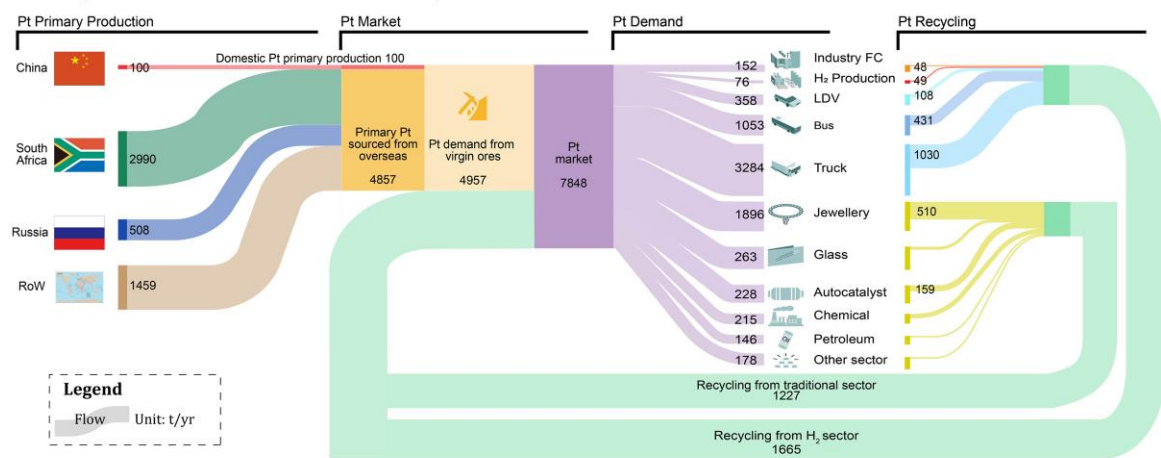 Pt Primary Production
Pt Market
Pt Demand
Pt Recycling
China
100
Domestic Pt primary production 100
South
Africa
2990
Russia
508
RoW
1459
Primary Pt
sourced from
overseas
4857
Pt demand from
virgin ores
4957
Pt
market
7848
152
Industry FC
76
H₂ Production
358
LDV
1053
Bus
3284
Truck
1896
Jewellery
263
Glass
228
Autocatalyst
215
Chemical
146
Petroleum
178
Other sector
48
49
108
431
1030
510
159
Recycling from traditional sector
1227
Recycling from H₂ sector
1665
Legend
Flow
Unit: t/yr